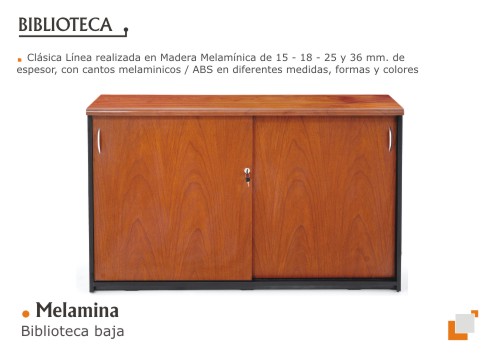 BIBLIOTECA
Clásica Línea realizada en Madera Melamínica de 15 - 18 - 25 y 36 mm. de
espesor, con cantos melaminicos / ABS en diferentes medidas, formas y colores
Melamina
Biblioteca baja